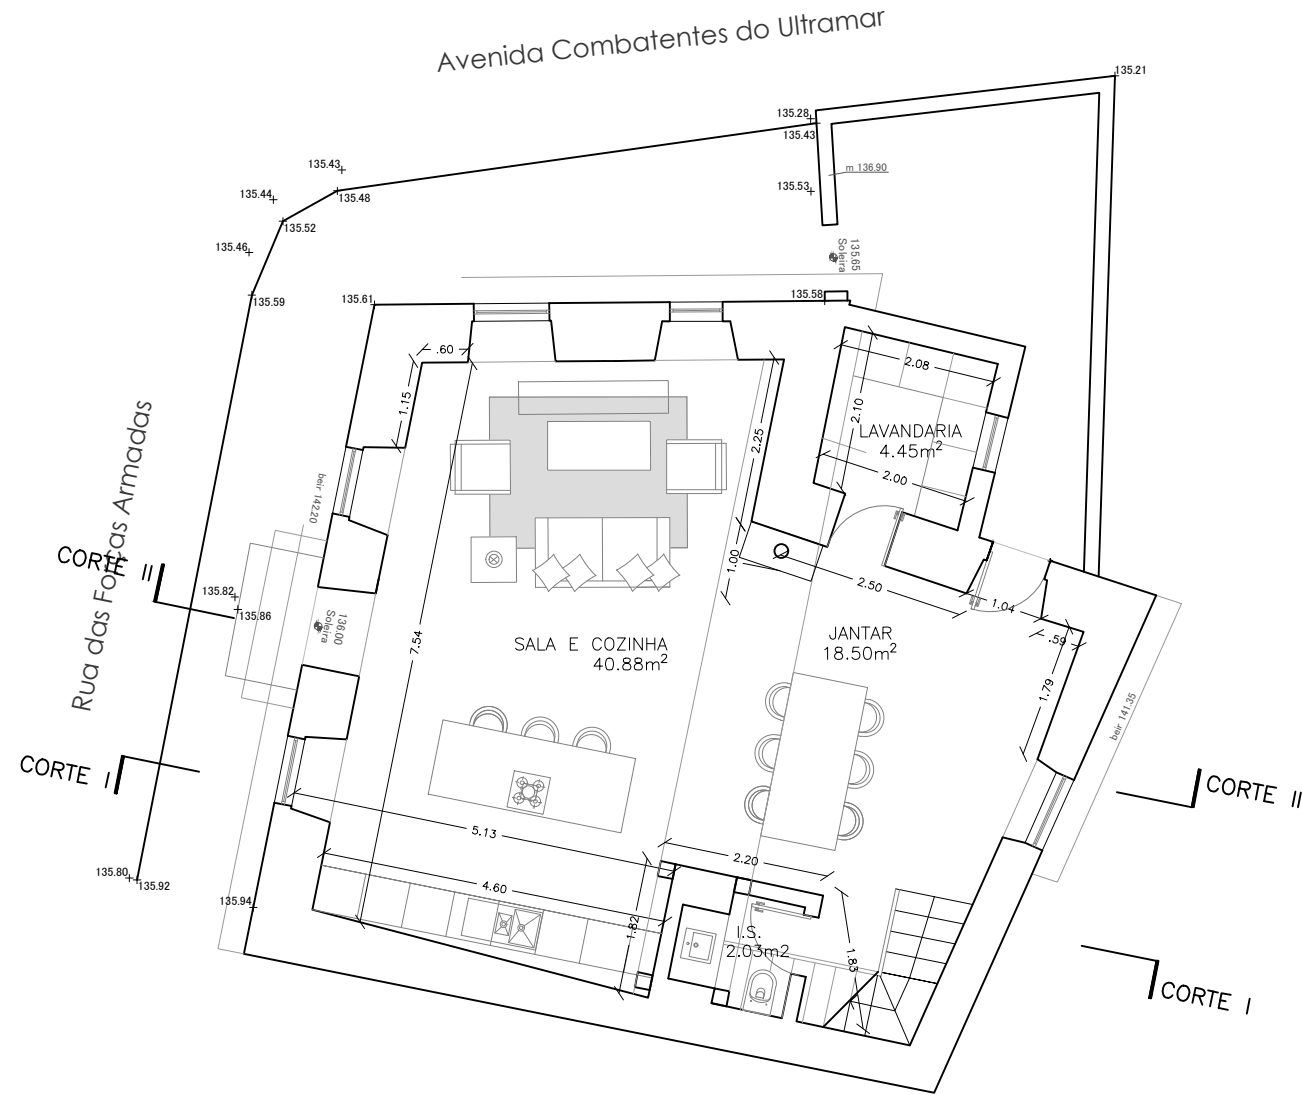 Avenida Combatentes do Ultramar
135.21
135.28
135.43
m 136.90
135.43
135.53
135.48
135.44
135.52
135.46
135.65
Soleira
135.59
135.61
135.58
.60
2.08
1.15
2.10
2.25
LAVANDARIA
4.45m²
2.00
Rua das Forças Armadas
beir 142.20
CORTE II
1.00
2.50
1.04
135.82
135.86
136.00
Soleira
.59
7.54
SALA E COZINHA
40.88m²
JANTAR
18.50m²
1.79
beir 141.35
CORTE I
CORTE II
5.13
2.20
4.60
135.80
135.92
135.94
1.82
I.S.
2.03m2
1.83
CORTE I